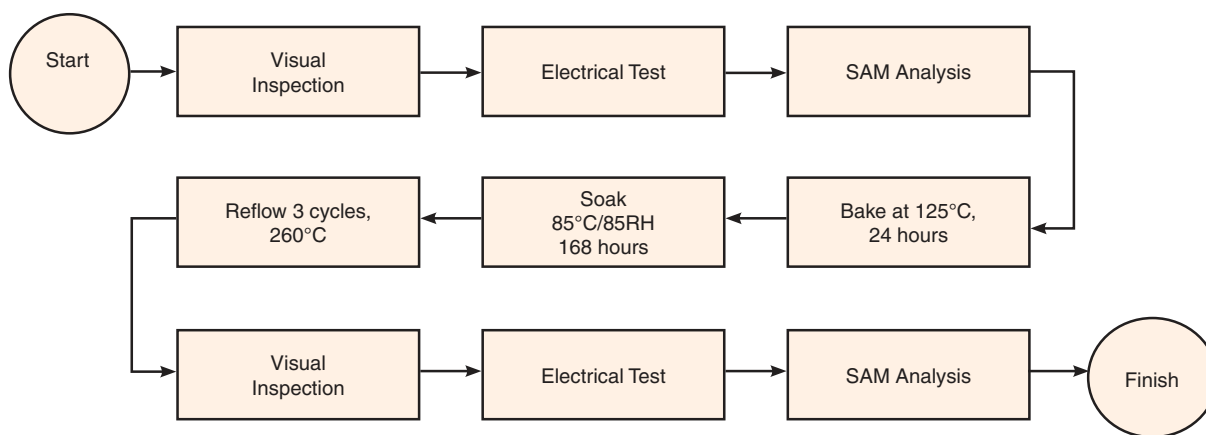 Start
Visual
Inspection
Electrical Test
SAM Analysis
Bake at 125°C,
24 hours
Soak
85°C/85RH
168 hours
Reflow 3 cycles,
260°C
Visual
Inspection
Electrical Test
SAM Analysis
Finish